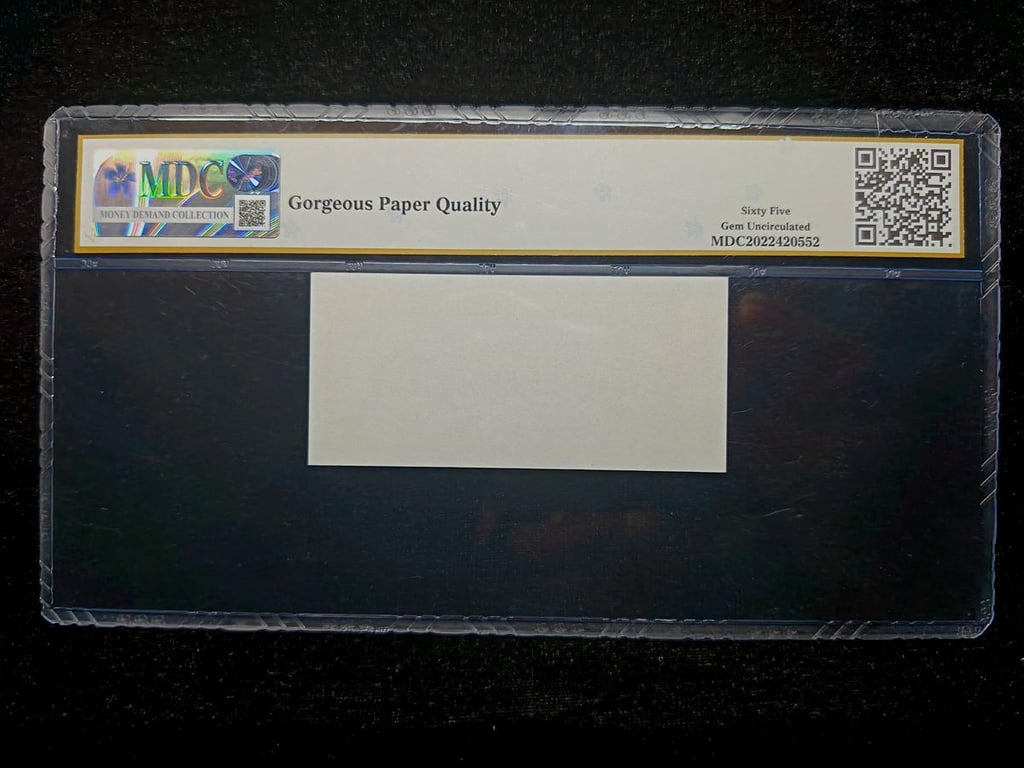 MDC
MONEY DEMAND COLLECTION
Gorgeous Paper Quality
Sixty Five
Gem Uncirculated
MDC2022420552